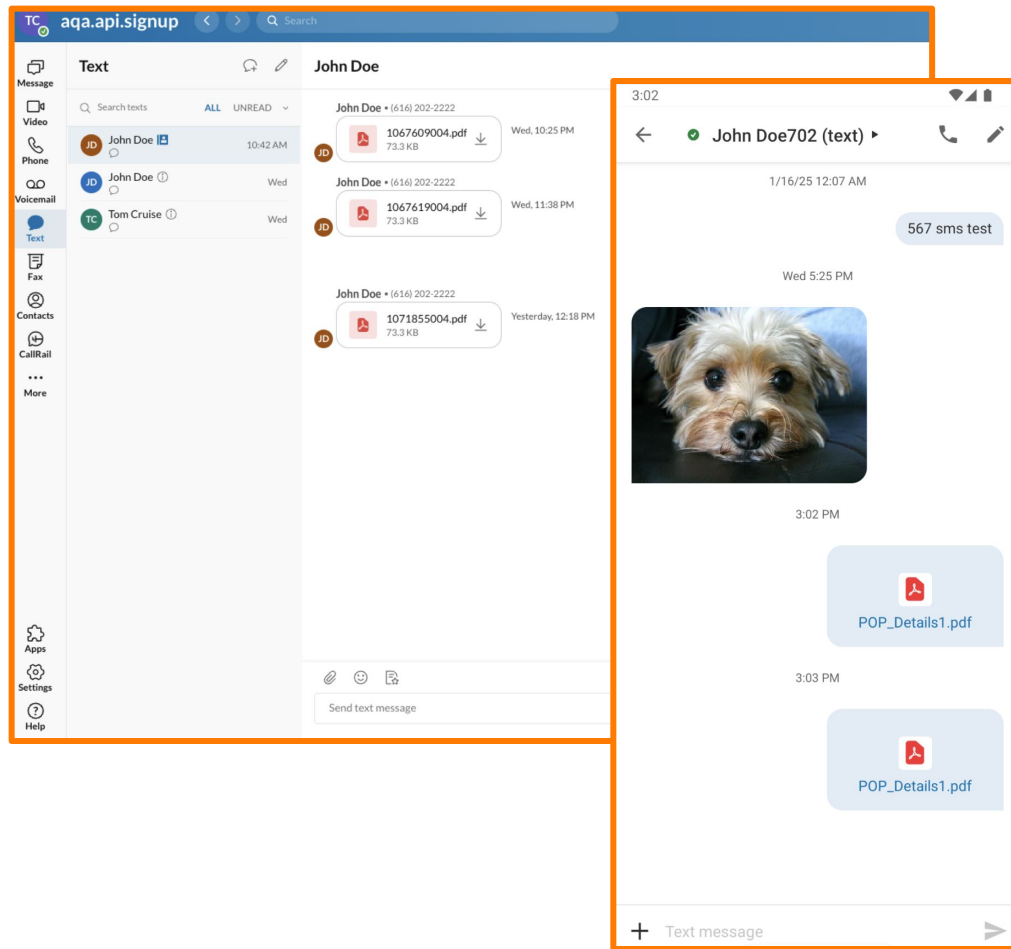 TC
aqa.api.signup
Search
Message
Video
Phone
Voicemail
Text
Fax
Contacts
CallRail
More
Apps
Settings
Help
Text
Search texts
ALL UNREAD
JD
John Doe
10:42 AM
JD
John Doe
Wed
TC
Tom Cruise
Wed
John Doe
John Doe • (616) 202-2222
1067609004.pdf
73.3 KB
Wed, 10:25 PM
JD
John Doe • (616) 202-2222
1067619004.pdf
73.3 KB
Wed, 11:38 PM
JD
John Doe • (616) 202-2222
1071855004.pdf
73.3 KB
Yesterday, 12:18 PM
JD
Send text message
3:02
John Doe702 (text)
1/16/25 12:07 AM
567 sms test
Wed 5:25 PM
3:02 PM
POP_Details1.pdf
3:03 PM
POP_Details1.pdf
Text message